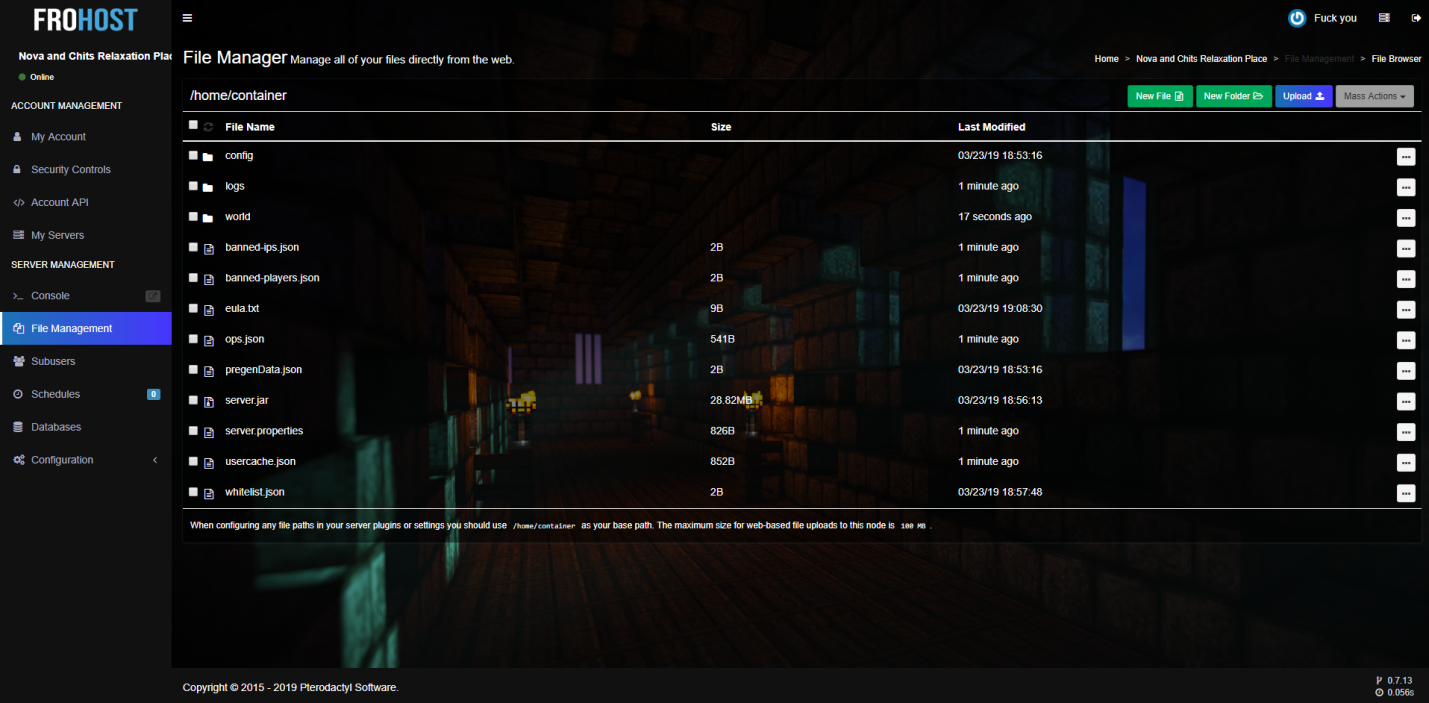 FROHOST
Fuck you
Nova and Chits Relaxation Plac
Online
File Manager Manage all of your files directly from the web.
Home > Nova and Chits Relaxation Place > File Management > File Browser
ACCOUNT MANAGEMENT
My Account
Security Controls
Account API
My Servers
SERVER MANAGEMENT
Console
File Management
Subusers
Schedules 0
Databases
Configuration
/home/container
New File New Folder Upload Mass Actions
File Name Size Last Modified
config 03/23/19 18:53:16
logs 1 minute ago
world 17 seconds ago
banned-ips.json 2B 1 minute ago
banned-players.json 2B 1 minute ago
eula.txt 9B 03/23/19 19:08:30
ops.json 541B 1 minute ago
pregenData.json 2B 03/23/19 18:53:16
server.jar 28.82MB 03/23/19 18:56:13
server.properties 826B 1 minute ago
usercache.json 852B 1 minute ago
whitelist.json 2B 03/23/19 18:57:48
When configuring any file paths in your server plugins or settings you should use /home/container as your base path. The maximum size for web-based file uploads to this node is 100 MB .
Copyright © 2015 - 2019 Pterodactyl Software.
0.7.13
0.056s